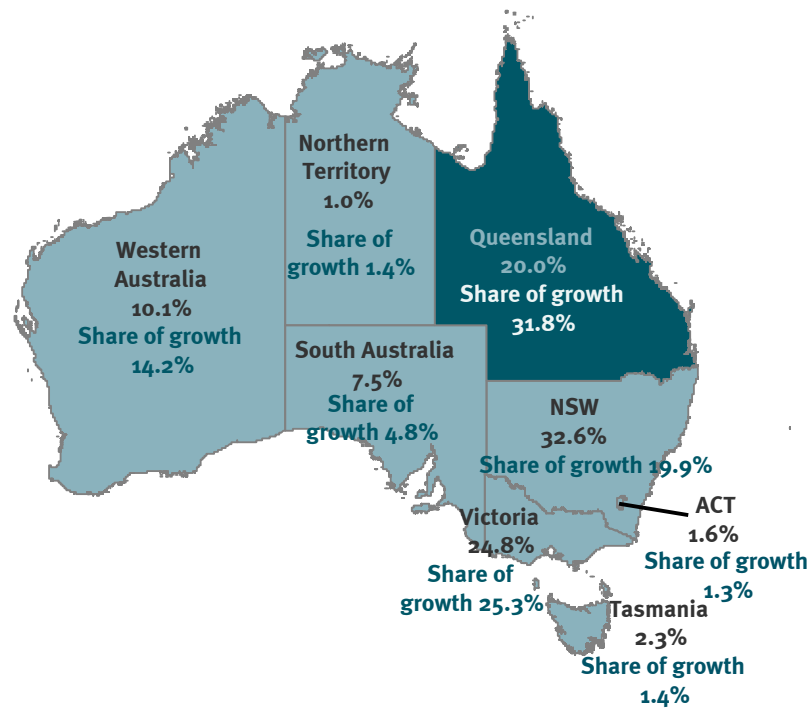 Northern
Territory
1.0%
Share of
growth 1.4%
Queensland
20.0%
Share of growth
31.8%
Western
Australia
10.1%
Share of growth
14.2%
South Australia
7.5%
Share of
growth 4.8%
NSW
32.6%
Share of growth 19.9%
ACT
1.6%
Share of growth
1.3%
Victoria
24.8%
Share of
growth 25.3%
Tasmania
2.3%
Share of growth
1.4%